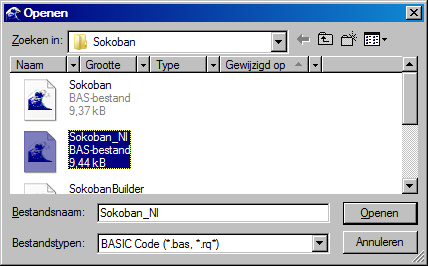 Openen
Zoeken in: Sokoban
Naam Grootte Type Gewijzigd op
Sokoban
BAS-bestand
9,37 kB
Sokoban_Nl
BAS-bestand
9,44 kB
SokobanBuilder
Bestandsnaam: Sokoban_Nl Openen
Bestandstypen: BASIC Code (*.bas, *.rq*) Annuleren